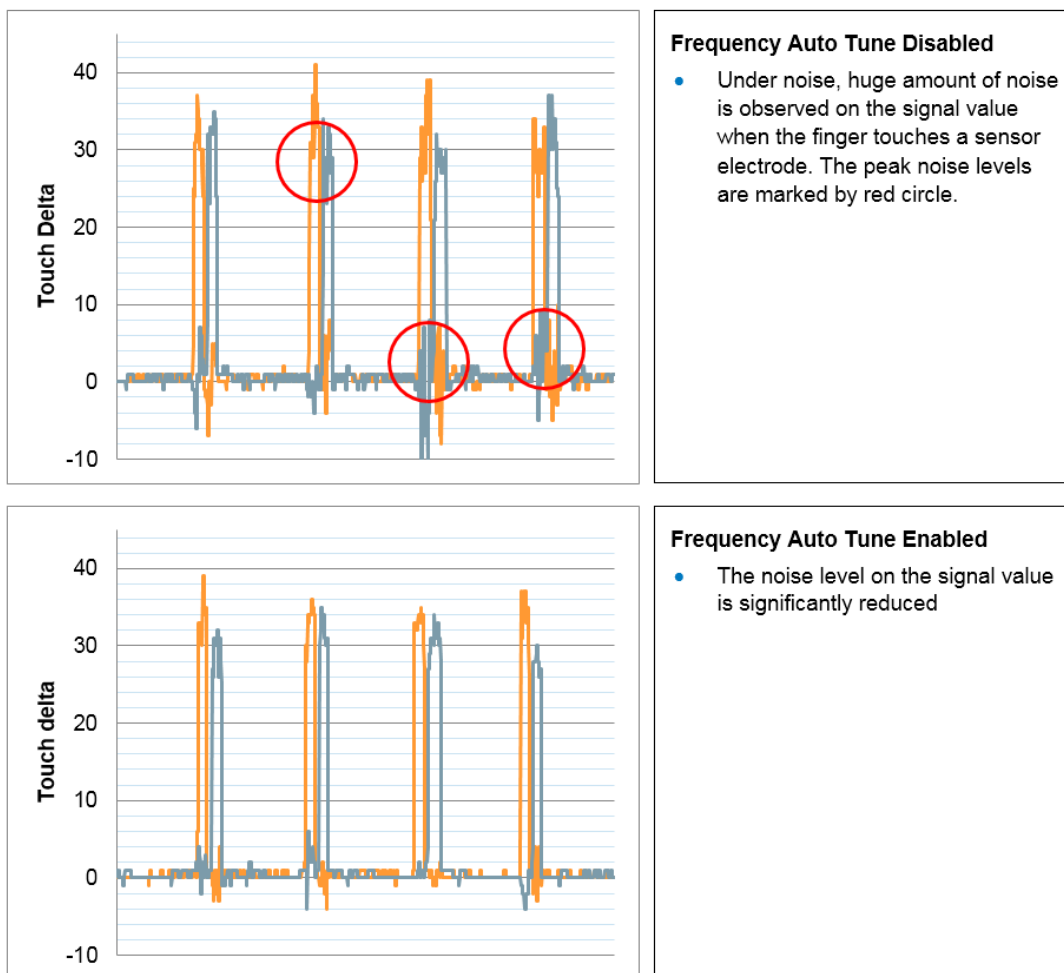 40
30
20
10
0
-10
Touch Delta
Frequency Auto Tune Disabled
• Under noise, huge amount of noise
is observed on the signal value
when the finger touches a sensor
electrode. The peak noise levels
are marked by red circle.
40
30
20
10
0
-10
Touch delta
Frequency Auto Tune Enabled
• The noise level on the signal value
is significantly reduced